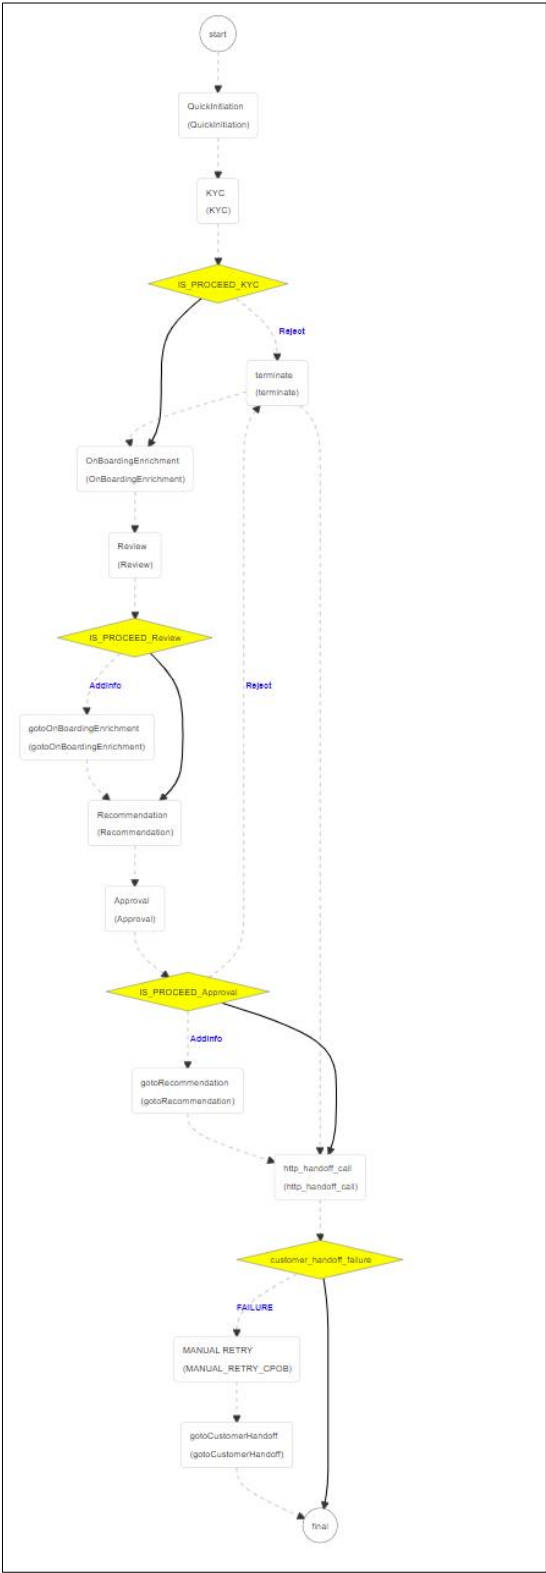 start
QuickInitiation
(QuickInitiation)
KYC
(KYC)
IS_PROCEED_KYC
Reject
terminate
(terminate)
OnBoardingEnrichment
(OnBoardingEnrichment)
Review
(Review)
IS_PROCEED_Review
AddInfo
Reject
gotoOnBoardingEnrichment
(gotoOnBoardingEnrichment)
Recommendation
(Recommendation)
Approval
(Approval)
IS_PROCEED_Approval
AddInfo
gotoRecommendation
(gotoRecommendation)
http_handoff_call
(http_handoff_call)
customer_handoff_failure
FAILURE
MANUAL RETRY
(MANUAL_RETRY_CPOB)
gotoCustomerHandoff
(gotoCustomerHandoff)
final